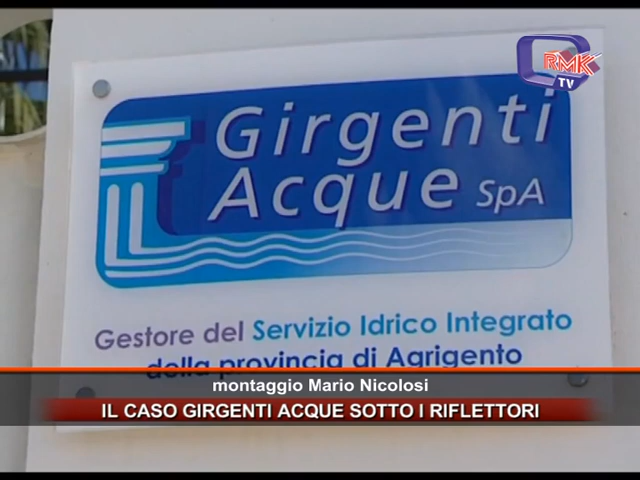 RMK
TV
Girgenti
Acque SpA
Gestore del Servizio Idrico Integrato
della provincia di Agrigento
montaggio Mario Nicolosi
IL CASO GIRGENTI ACQUE SOTTO I RIFLETTORI